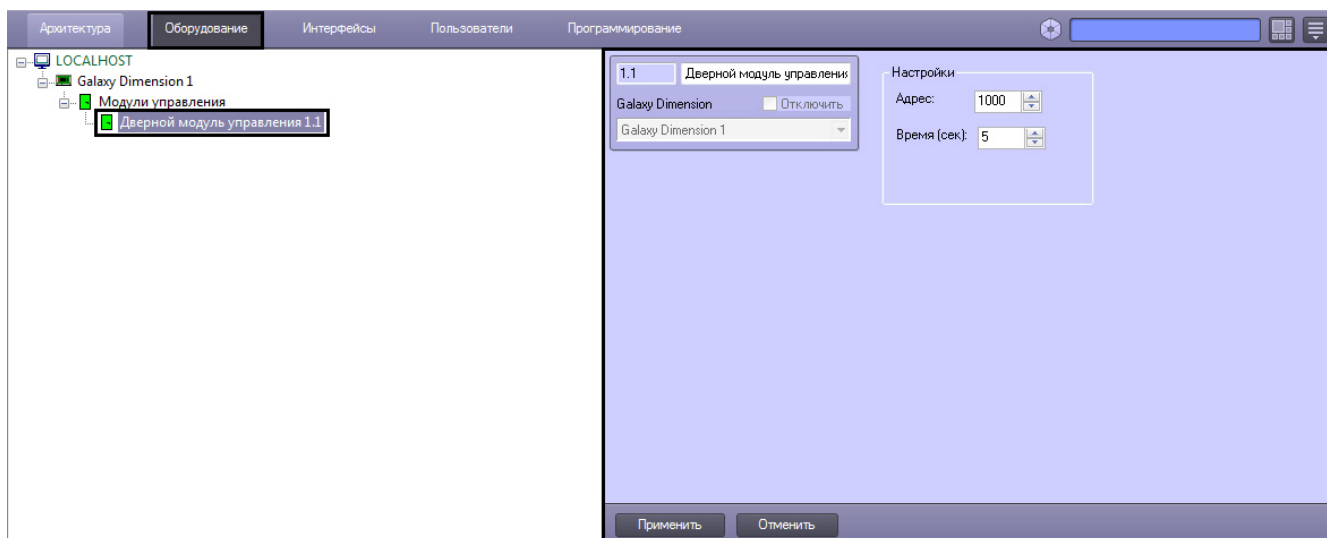 Архитектура Оборудование Интерфейсы Пользователи Программирование
LOCALHOST
Galaxy Dimension 1
Модули управления
Дверной модуль управления 1.1
1.1 Дверной модуль управления
Galaxy Dimension Отключить
Galaxy Dimension 1
Настройки
Адрес: 1000
Время (сек): 5
Применить Отменить